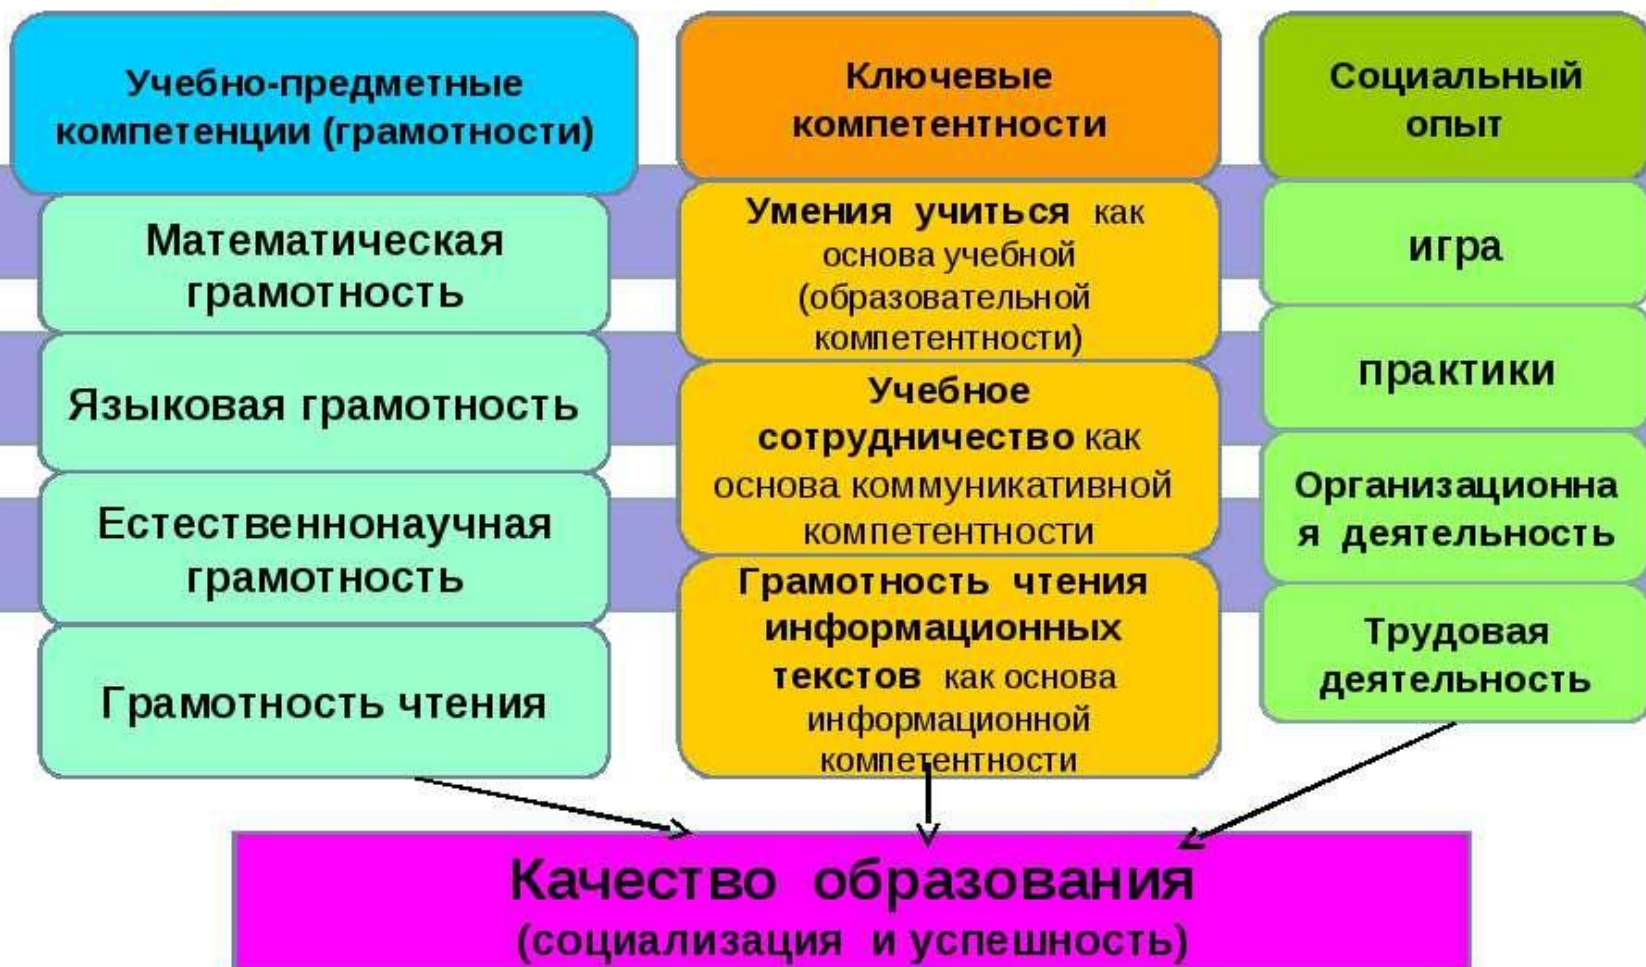 Учебно-предметные
компетенции (грамотности)
Математическая
грамотность
Языковая грамотность
Естественнонаучная
грамотность
Грамотность чтения
Ключевые
компетентности
Умения учиться как
основа учебной
(образовательной
компетентности)
Учебное
сотрудничество как
основа коммуникативной
компетентности
Грамотность чтения
информационных
текстов как основа
информационной
компетентности
Социальный
опыт
игра
практики
Организационна
я деятельность
Трудовая
деятельность
Качество образования
(социализация и успешность)